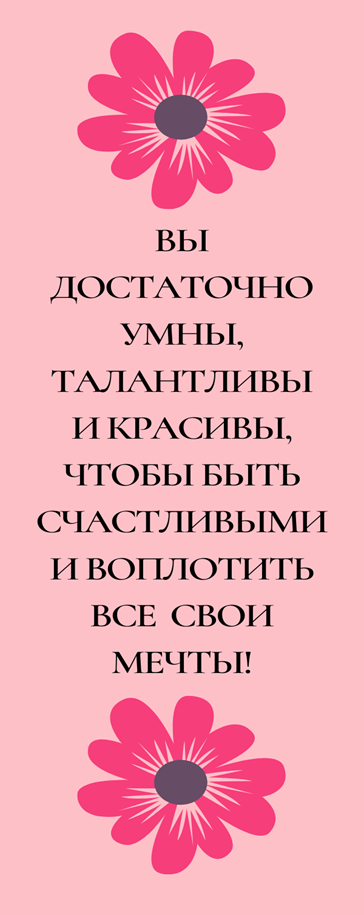 ВЫ
ДОСТАТОЧНО
УМНЫ,
ТАЛАНТЛИВЫ
И КРАСИВЫ,
ЧТОБЫ БЫТЬ
СЧАСТЛИВЫМИ
И ВОПЛОТИТЬ
ВСЕ СВОИ
МЕЧТЫ!